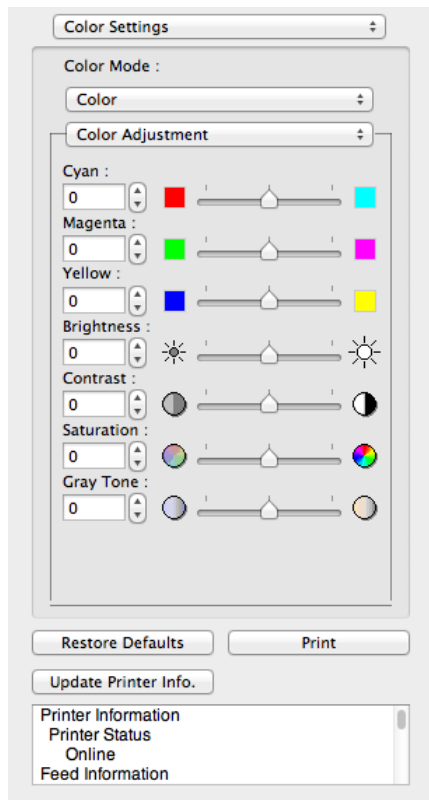 Color Settings
Color Mode :
Color
Color Adjustment
Cyan :
0
Magenta :
0
Yellow :
0
Brightness :
0
Contrast :
0
Saturation :
0
Gray Tone :
0
Restore Defaults
Print
Update Printer Info.
Printer Information
Printer Status
Online
Feed Information